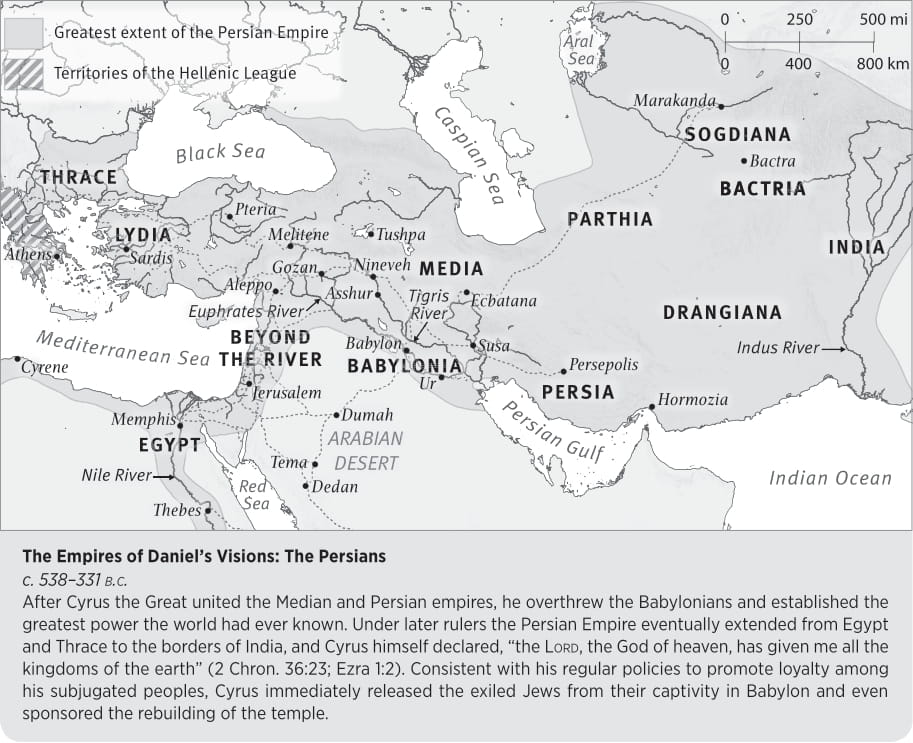 Greatest extent of the Persian Empire
Territories of the Hellenic League
0 250 500 mi
0 400 800 km
Aral
Sea
Caspian Sea
Black Sea
Marakanda
SOGDIANA
Bactra
BACTRIA
THRACE
PARTHIA
Pteria
LYDIA
Melitene
Tushpa
INDIA
Athens
Sardis
Gozan
Nineveh
MEDIA
Aleppo
Asshur
Tigris
River
Ecbatana
Euphrates River
DRANGIANA
Mediterranean Sea
BEYOND
THE RIVER
Babylon
Susa
Indus River
BABYLONIA
Persepolis
Cyrene
Ur
PERSIA
Jerusalem
Hormozia
Memphis
Dumah
Persian Gulf
EGYPT
ARABIAN
DESERT
Tema
Nile River
Red
Sea
Dedan
Indian Ocean
Thebes
The Empires of Daniel’s Visions: The Persians
c. 538–331 B.C.
After Cyrus the Great united the Median and Persian empires, he overthrew the Babylonians and established the
greatest power the world had ever known. Under later rulers the Persian Empire eventually extended from Egypt
and Thrace to the borders of India, and Cyrus himself declared, “the LORD, the God of heaven, has given me all the
kingdoms of the earth” (2 Chron. 36:23; Ezra 1:2). Consistent with his regular policies to promote loyalty among
his subjugated peoples, Cyrus immediately released the exiled Jews from their captivity in Babylon and even
sponsored the rebuilding of the temple.